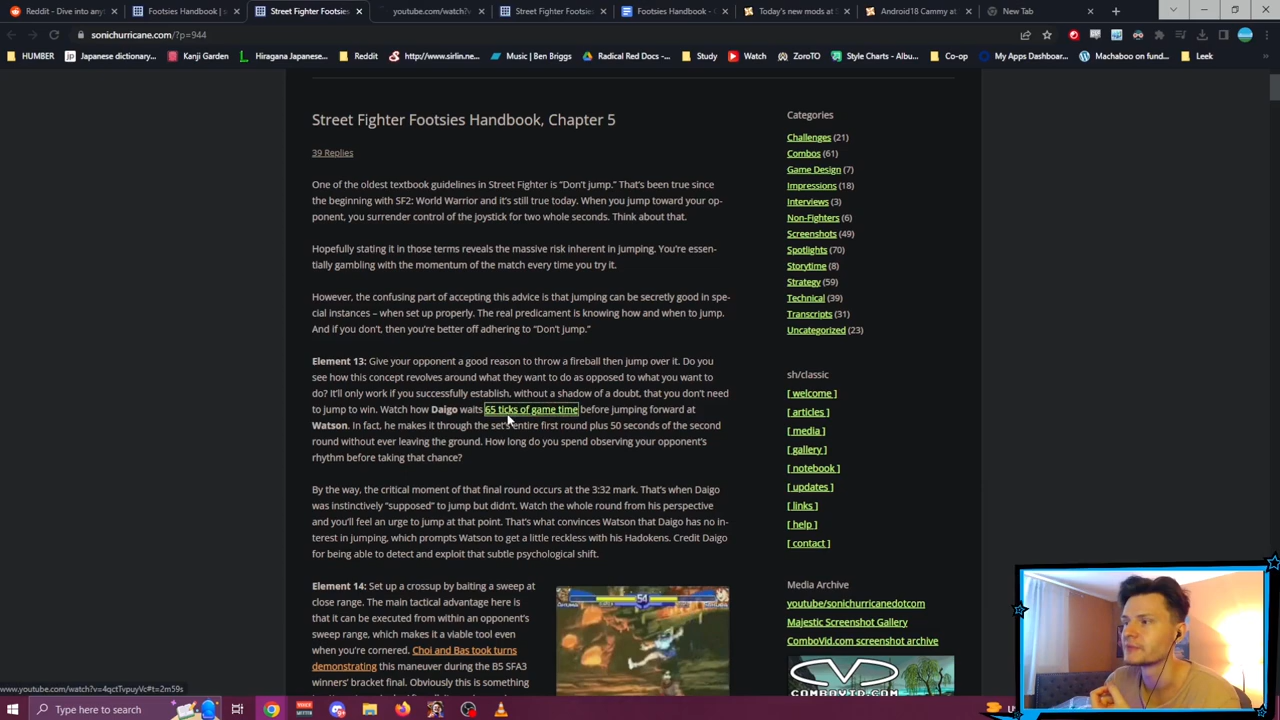 Reddit - Dive int
Footsies Handbook |
Street Fighter Footsies
youtube.com/watch?v=
Street Fighter Footsies
Footsies Handbook -
Today's new mods at
Android18 Cammy at
New Tab
sonichurricane.com/?p=944
HUMBER
Japanese dictionary...
Kanji Garden
Hiragana Japanese...
Reddit
http://www.sirlin.ne...
Music | Ben Briggs
Radical Red Docs -...
Study
Watch
ZoroTO
Style Charts - Albu...
Co-op
My Apps Dashboar...
Machaboo on fund...
Leek
Street Fighter Footsies Handbook, Chapter 5
39 Replies
One of the oldest textbook guidelines in Street Fighter is “Don’t jump.” That’s been true since
the beginning with SF2: World Warrior and it’s still true today. When you jump toward your op-
ponent, you surrender control of the joystick for two whole seconds. Think about that.
Hopefully stating it in those terms reveals the massive risk inherent in jumping. You’re essen-
tially gambling with the momentum of the match every time you try it.
However, the confusing part of accepting this advice is that jumping can be secretly good in spe-
cial instances – when set up properly. The real predicament is knowing how and when to jump.
And if you don’t, then you’re better off adhering to “Don’t jump.”
Element 13: Give your opponent a good reason to throw a fireball then jump over it. Do you
see how this concept revolves around what they want to do as opposed to what you want to
do? It’ll only work if you successfully establish, without a shadow of a doubt, that you don’t need
to jump to win. Watch how Daigo waits 65 ticks of game time before jumping forward at
Watson. In fact, he makes it through the set’s entire first round plus 50 seconds of the second
round without ever leaving the ground. How long do you spend observing your opponent’s
rhythm before taking that chance?
By the way, the critical moment of that final round occurs at the 3:32 mark. That’s when Daigo
was instinctively “supposed” to jump but didn’t. Watch the whole round from his perspective
and you’ll feel an urge to jump at that point. That’s what convinces Watson that Daigo has no in-
terest in jumping, which prompts Watson to get a little reckless with his Hadokens. Credit Daigo
for being able to detect and exploit that subtle psychological shift.
Element 14: Set up a crossup by baiting a sweep at
close range. The main tactical advantage here is
that it can be executed from within an opponent’s
sweep range, which makes it a viable tool even
when you’re cornered. Choi and Bas took turns
demonstrating this maneuver during the B5 SFA3
winners’ bracket final. Obviously this is something
54
Categories
Challenges (21)
Combos (61)
Game Design (7)
Impressions (18)
Interviews (3)
Non-Fighters (6)
Screenshots (49)
Spotlights (70)
Storytime (8)
Strategy (59)
Technical (39)
Transcripts (31)
Uncategorized (23)
sh/classic
[ welcome ]
[ articles ]
[ media ]
[ gallery ]
[ notebook ]
[ updates ]
[ links ]
[ help ]
[ contact ]
Media Archive
youtube/sonichurricanedotcom
Majestic Screenshot Gallery
ComboVid.com screenshot archive
COMBOVID.COM
www.youtube.com/watch?v=4qctTvpuyVc#t=2m59s
Type here to search